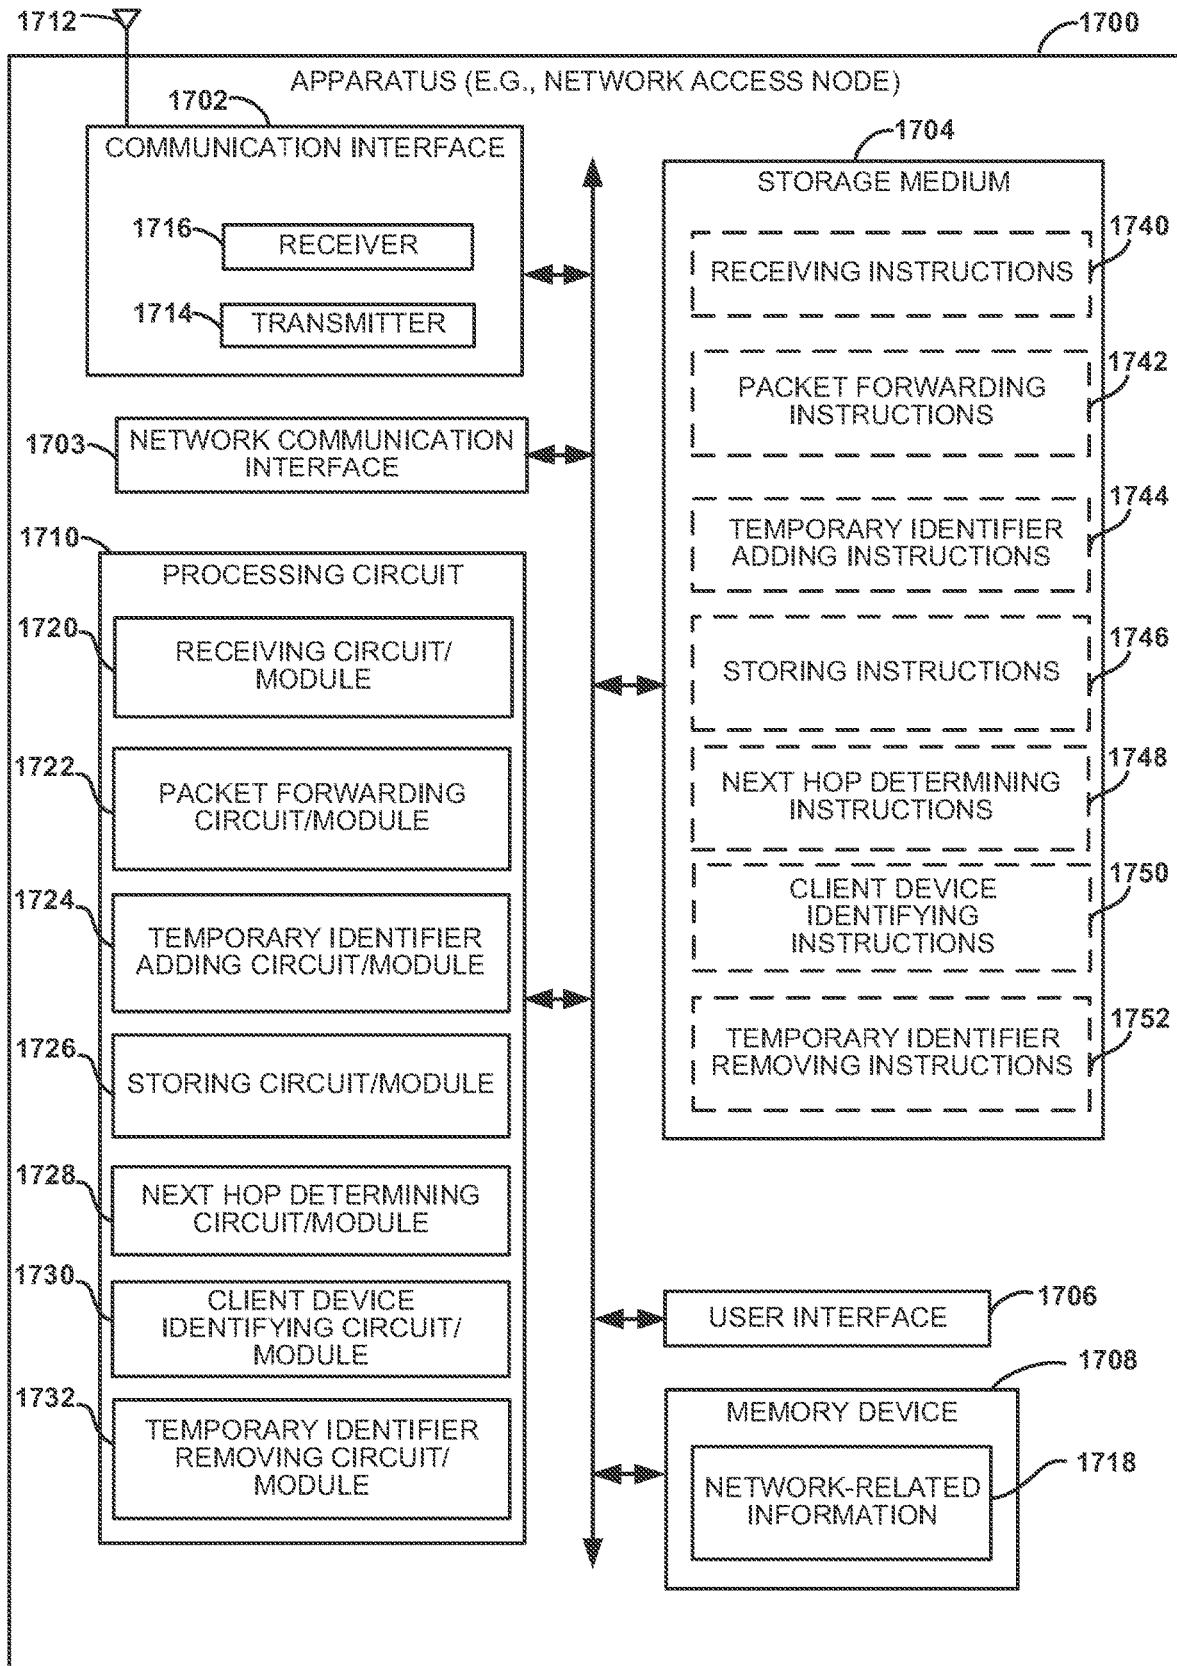 1712
1700
APPARATUS (E.G., NETWORK ACCESS NODE)
1702
COMMUNICATION INTERFACE
1716
RECEIVER
1714
TRANSMITTER
1703
NETWORK COMMUNICATION
INTERFACE
1710
PROCESSING CIRCUIT
1720
RECEIVING CIRCUIT/
MODULE
1722
PACKET FORWARDING
CIRCUIT/MODULE
1724
TEMPORARY IDENTIFIER
ADDING CIRCUIT/MODULE
1726
STORING CIRCUIT/MODULE
1728
NEXT HOP DETERMINING
CIRCUIT/MODULE
1730
CLIENT DEVICE
IDENTIFYING CIRCUIT/
MODULE
1732
TEMPORARY IDENTIFIER
REMOVING CIRCUIT/
MODULE
1704
STORAGE MEDIUM
1740
RECEIVING INSTRUCTIONS
1742
PACKET FORWARDING
INSTRUCTIONS
1744
TEMPORARY IDENTIFIER
ADDING INSTRUCTIONS
1746
STORING INSTRUCTIONS
1748
NEXT HOP DETERMINING
INSTRUCTIONS
1750
CLIENT DEVICE
IDENTIFYING
INSTRUCTIONS
1752
TEMPORARY IDENTIFIER
REMOVING INSTRUCTIONS
1706
USER INTERFACE
1708
MEMORY DEVICE
1718
NETWORK-RELATED
INFORMATION